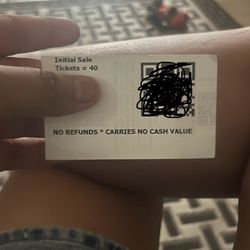 Initial Sale
Tickets = 40
NO REFUNDS * CARRIES NO CASH VALUE